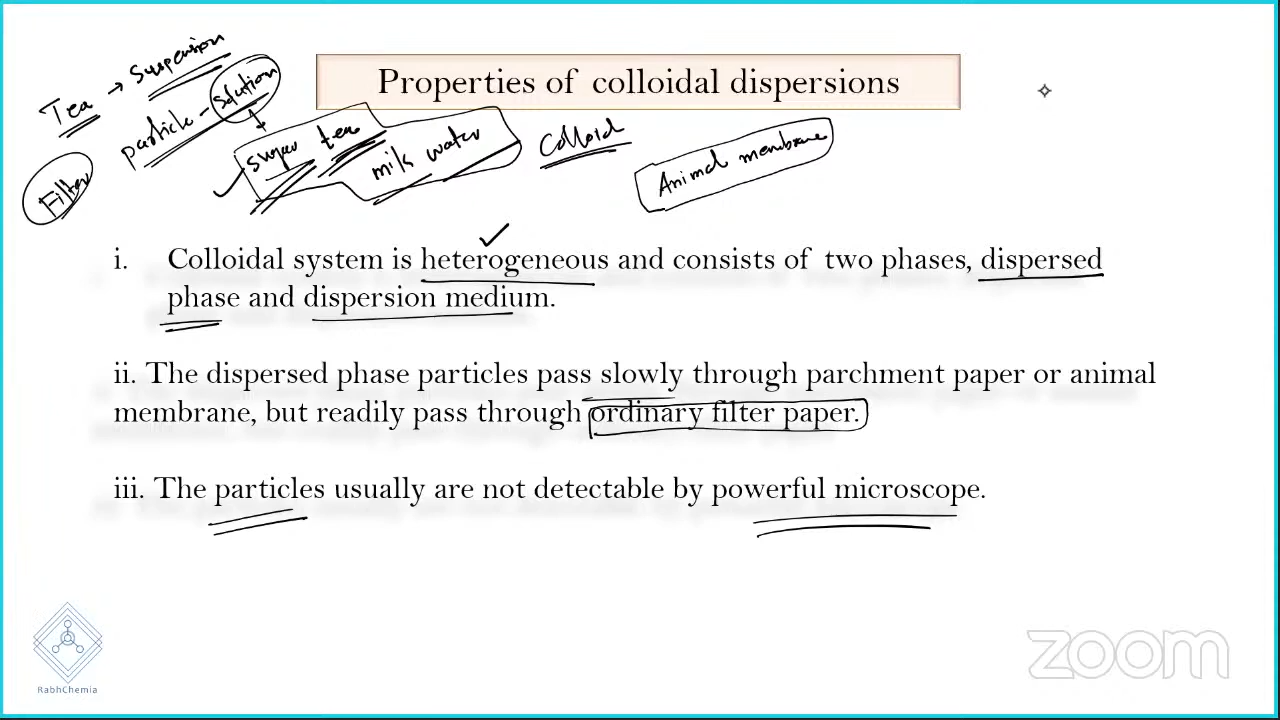 Tea → Suspension
particle - Solution
Filter
sugar tea
milk water
Colloid
Animal membrane
Properties of colloidal dispersions
i. Colloidal system is heterogeneous and consists of two phases, dispersed
phase and dispersion medium.
ii. The dispersed phase particles pass slowly through parchment paper or animal
membrane, but readily pass through ordinary filter paper.
iii. The particles usually are not detectable by powerful microscope.
RabhChemia
zoom